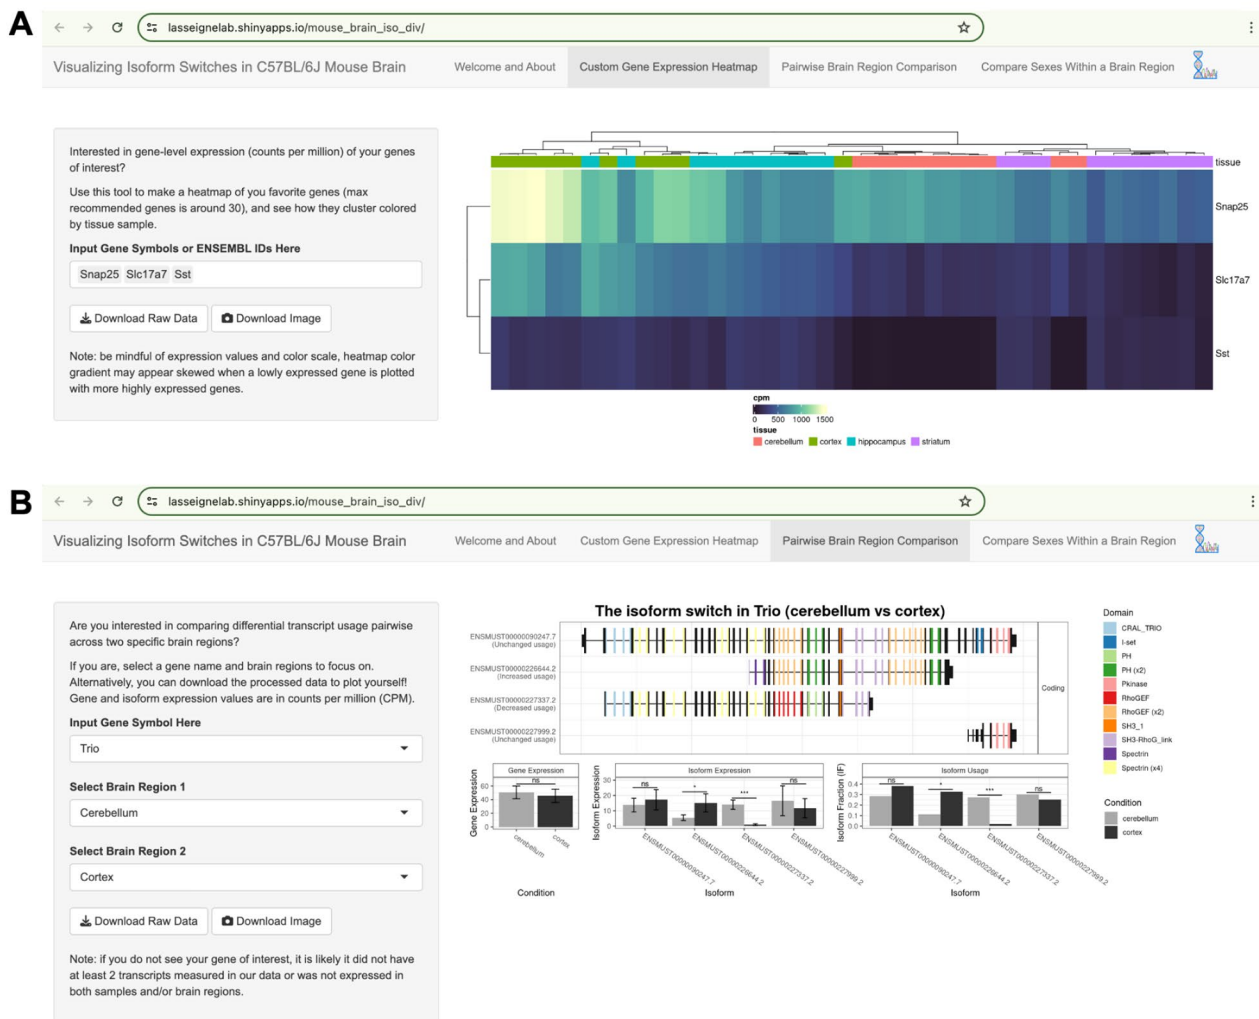 A
lasseignelab.shinyapps.io/mouse_brain_iso_div/
Visualizing Isoform Switches in C57BL/6J Mouse Brain
Welcome and About
Custom Gene Expression Heatmap
Pairwise Brain Region Comparison
Compare Sexes Within a Brain Region
Interested in gene-level expression (counts per million) of your genes
of interest?
Use this tool to make a heatmap of you favorite genes (max
recommended genes is around 30), and see how they cluster colored
by tissue sample.
Input Gene Symbols or ENSEMBL IDs Here
Snap25 Slc17a7 Sst
Download Raw Data
Download Image
Note: be mindful of expression values and color scale, heatmap color
gradient may appear skewed when a lowly expressed gene is plotted
with more highly expressed genes.
tissue
Snap25
Slc17a7
Sst
cpm
0 500 1000 1500
tissue
cerebellum cortex hippocampus striatum
B
lasseignelab.shinyapps.io/mouse_brain_iso_div/
Visualizing Isoform Switches in C57BL/6J Mouse Brain
Welcome and About
Custom Gene Expression Heatmap
Pairwise Brain Region Comparison
Compare Sexes Within a Brain Region
Are you interested in comparing differential transcript usage pairwise
across two specific brain regions?
If you are, select a gene name and brain regions to focus on.
Alternatively, you can download the processed data to plot yourself!
Gene and isoform expression values are in counts per million (CPM).
Input Gene Symbol Here
Trio
Select Brain Region 1
Cerebellum
Select Brain Region 2
Cortex
Download Raw Data
Download Image
Note: if you do not see your gene of interest, it is likely it did not have
at least 2 transcripts measured in our data or was not expressed in
both samples and/or brain regions.
The isoform switch in Trio (cerebellum vs cortex)
ENSMUST00000090247.7
(Unchanged usage)
ENSMUST00000226644.2
(Increased usage)
ENSMUST00000227337.2
(Decreased usage)
ENSMUST00000227999.2
(Unchanged usage)
Coding
Domain
CRAL_TRIO
I-set
PH
PH (x2)
Pkinase
RhoGEF
RhoGEF (x2)
SH3_1
SH3-RhoG_link
Spectrin
Spectrin (x4)
Condition
cerebellum
cortex
Gene Expression
Gene Expression
60
40
20
0
ns
cerebellum
cortex
Condition
Isoform Expression
Isoform Expression
30
20
10
0
ns
*
***
ns
ENSMUST00000090247.7
ENSMUST00000226644.2
ENSMUST00000227337.2
ENSMUST00000227999.2
Isoform
Isoform Usage
Isoform Fraction (IF)
0.4
0.3
0.2
0.1
0.0
ns
*
***
ns
ENSMUST00000090247.7
ENSMUST00000226644.2
ENSMUST00000227337.2
ENSMUST00000227999.2
Isoform